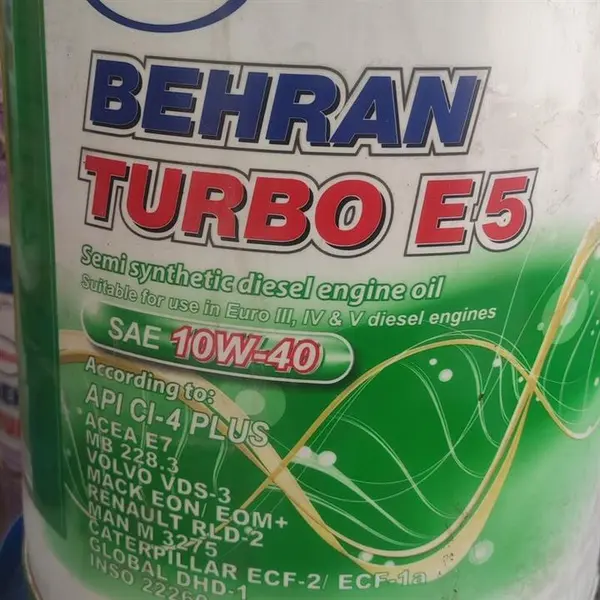 BEHRAN
TURBO E5
Semi synthetic diesel engine oil
Suitable for use in Euro III, IV & V diesel engines
SAE 10W-40
According to:
API CI-4 PLUS
ACEA E7
MB 228.3
VOLVO VDS-3
MACK EON/ EOM+
RENAULT RLD-2
MAN M 3275
CATERPILLAR ECF-2/ ECF-1a
GLOBAL DHD-1
INSO